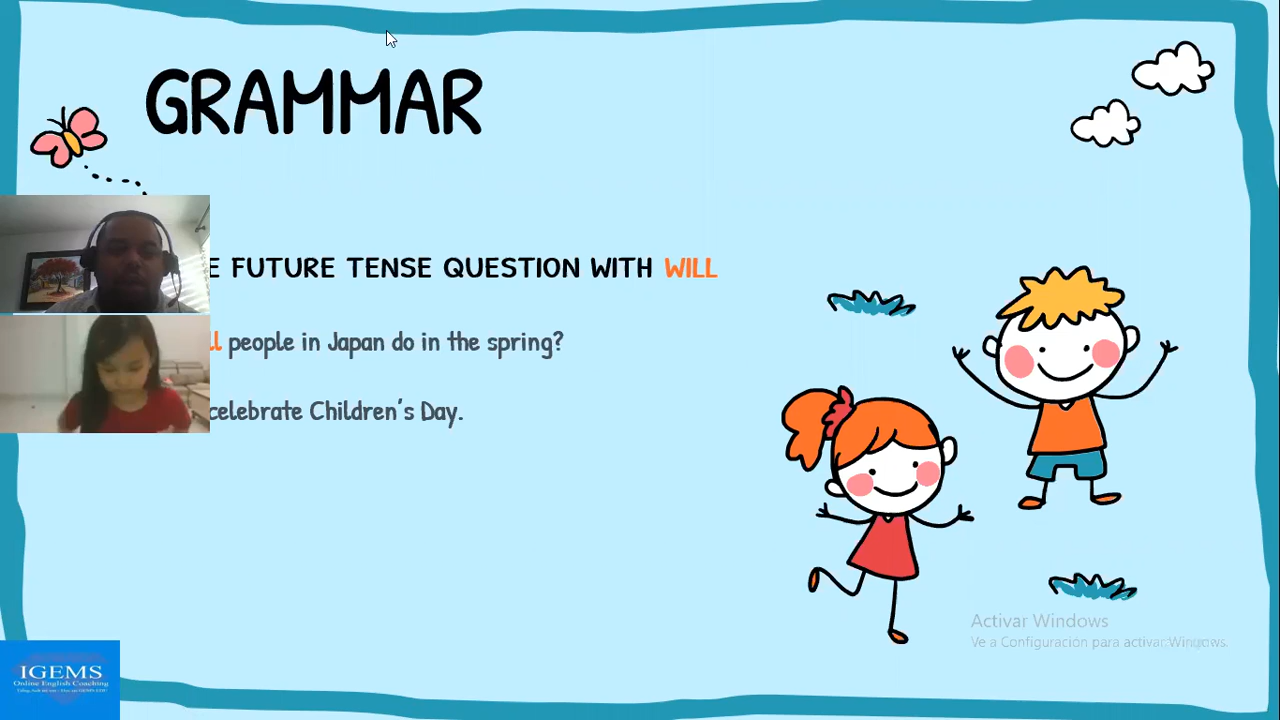 GRAMMAR
E FUTURE TENSE QUESTION WITH WILL
ll people in Japan do in the spring?
celebrate Children's Day.
Activar Windows
Ve a Configuración para activar Windows.
IGEMS
Online English Coaching